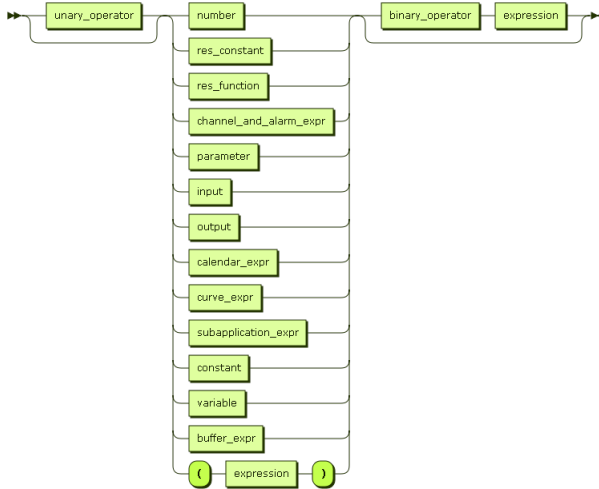 unary_operator number binary_operator expression
res_constant
res_function
channel_and_alarm_expr
parameter
input
output
calendar_expr
curve_expr
subapplication_expr
constant
variable
buffer_expr
( expression )